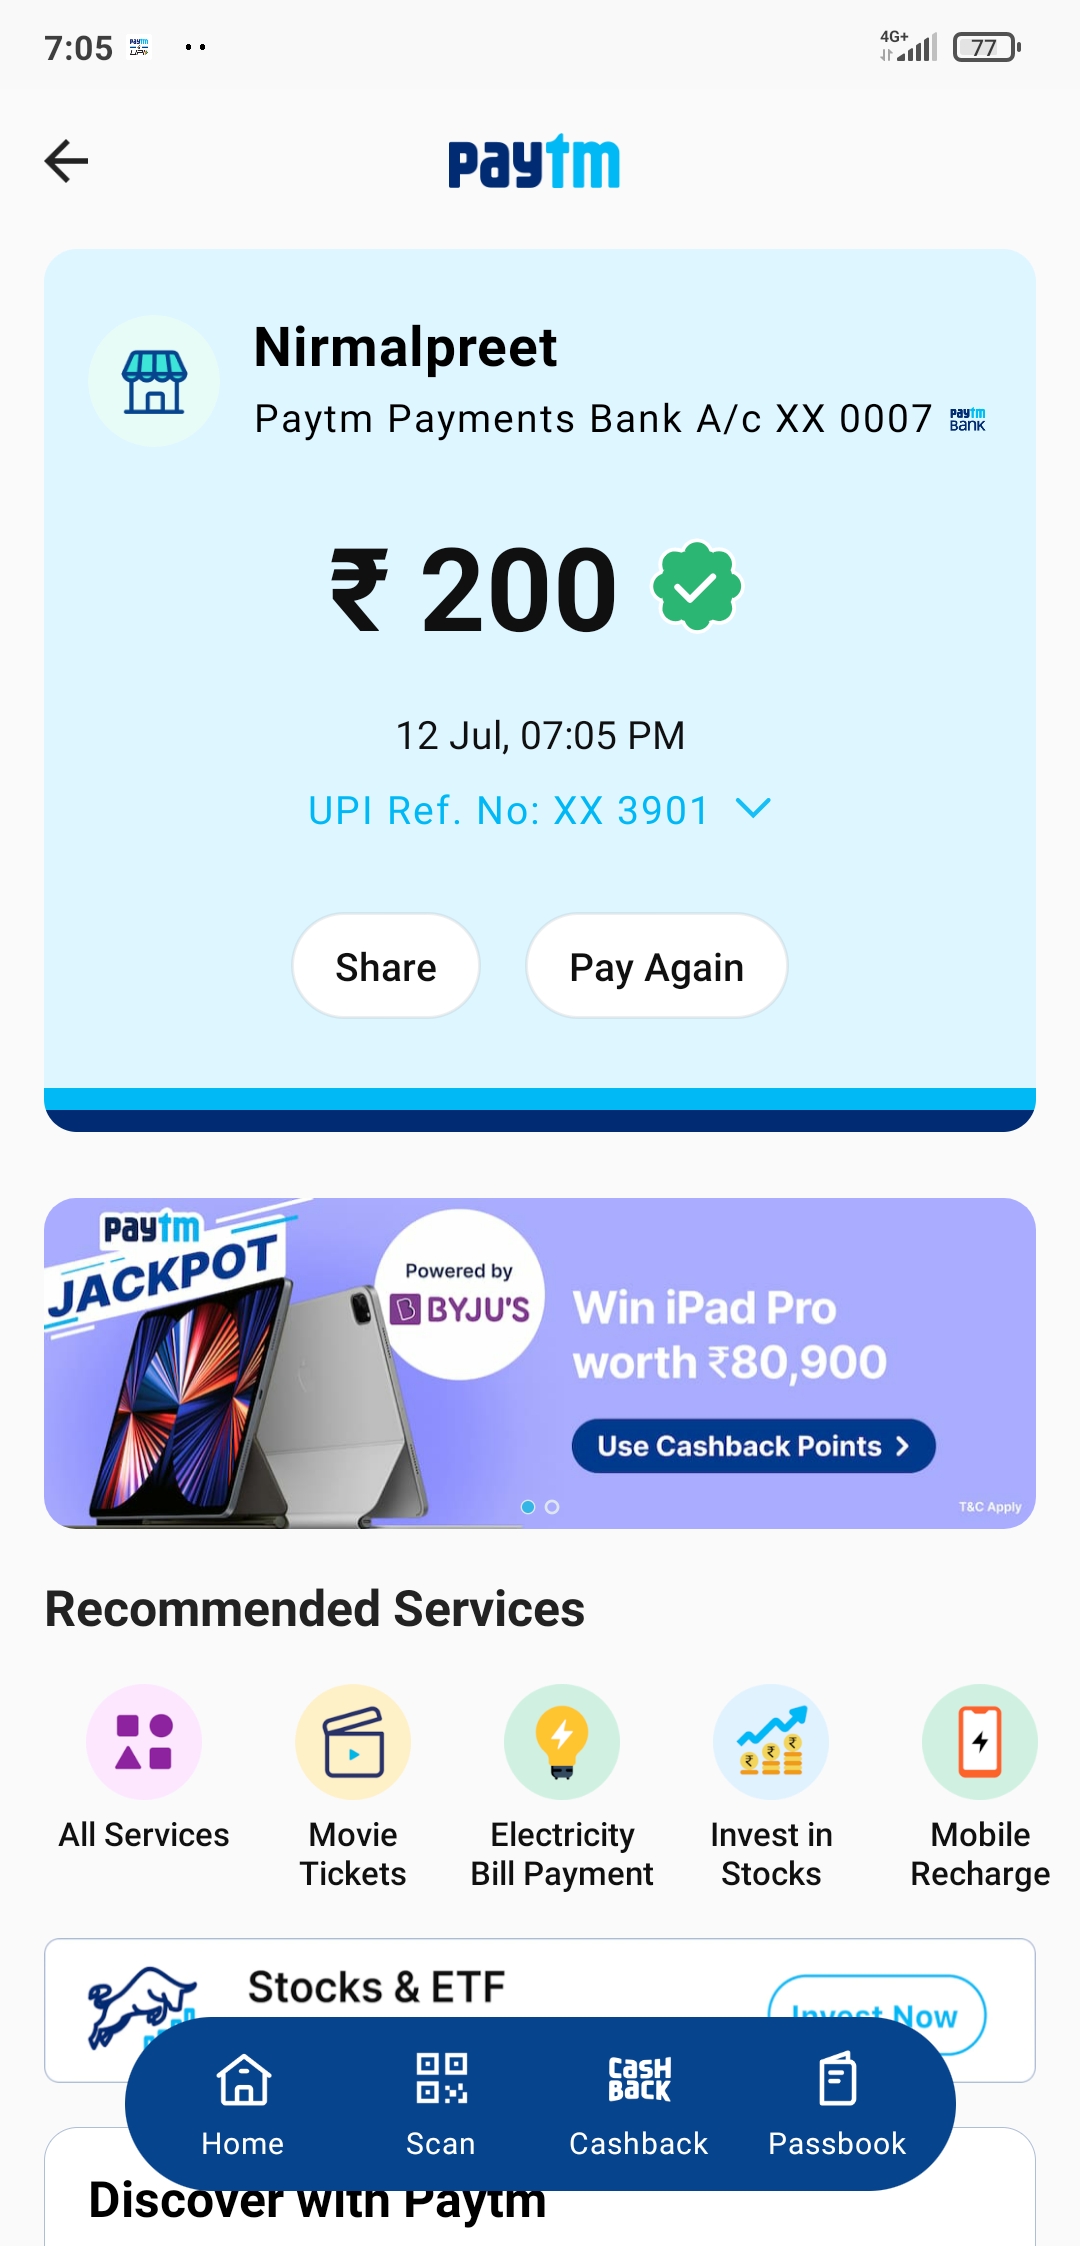 7:05
4G+
77
paytm
Nirmalpreet
Paytm Payments Bank A/c XX 0007 paytm BANK
₹ 200
12 Jul, 07:05 PM
UPI Ref. No: XX 3901
Share
Pay Again
paytm
JACKPOT
Powered by
BYJU'S
Win iPad Pro
worth ₹80,900
Use Cashback Points >
T&C Apply
Recommended Services
All Services
Movie
Tickets
Electricity
Bill Payment
Invest in
Stocks
Mobile
Recharge
Stocks & ETF
Invest Now
CASH
BACK
Home
Scan
Cashback
Passbook
Discover with Paytm